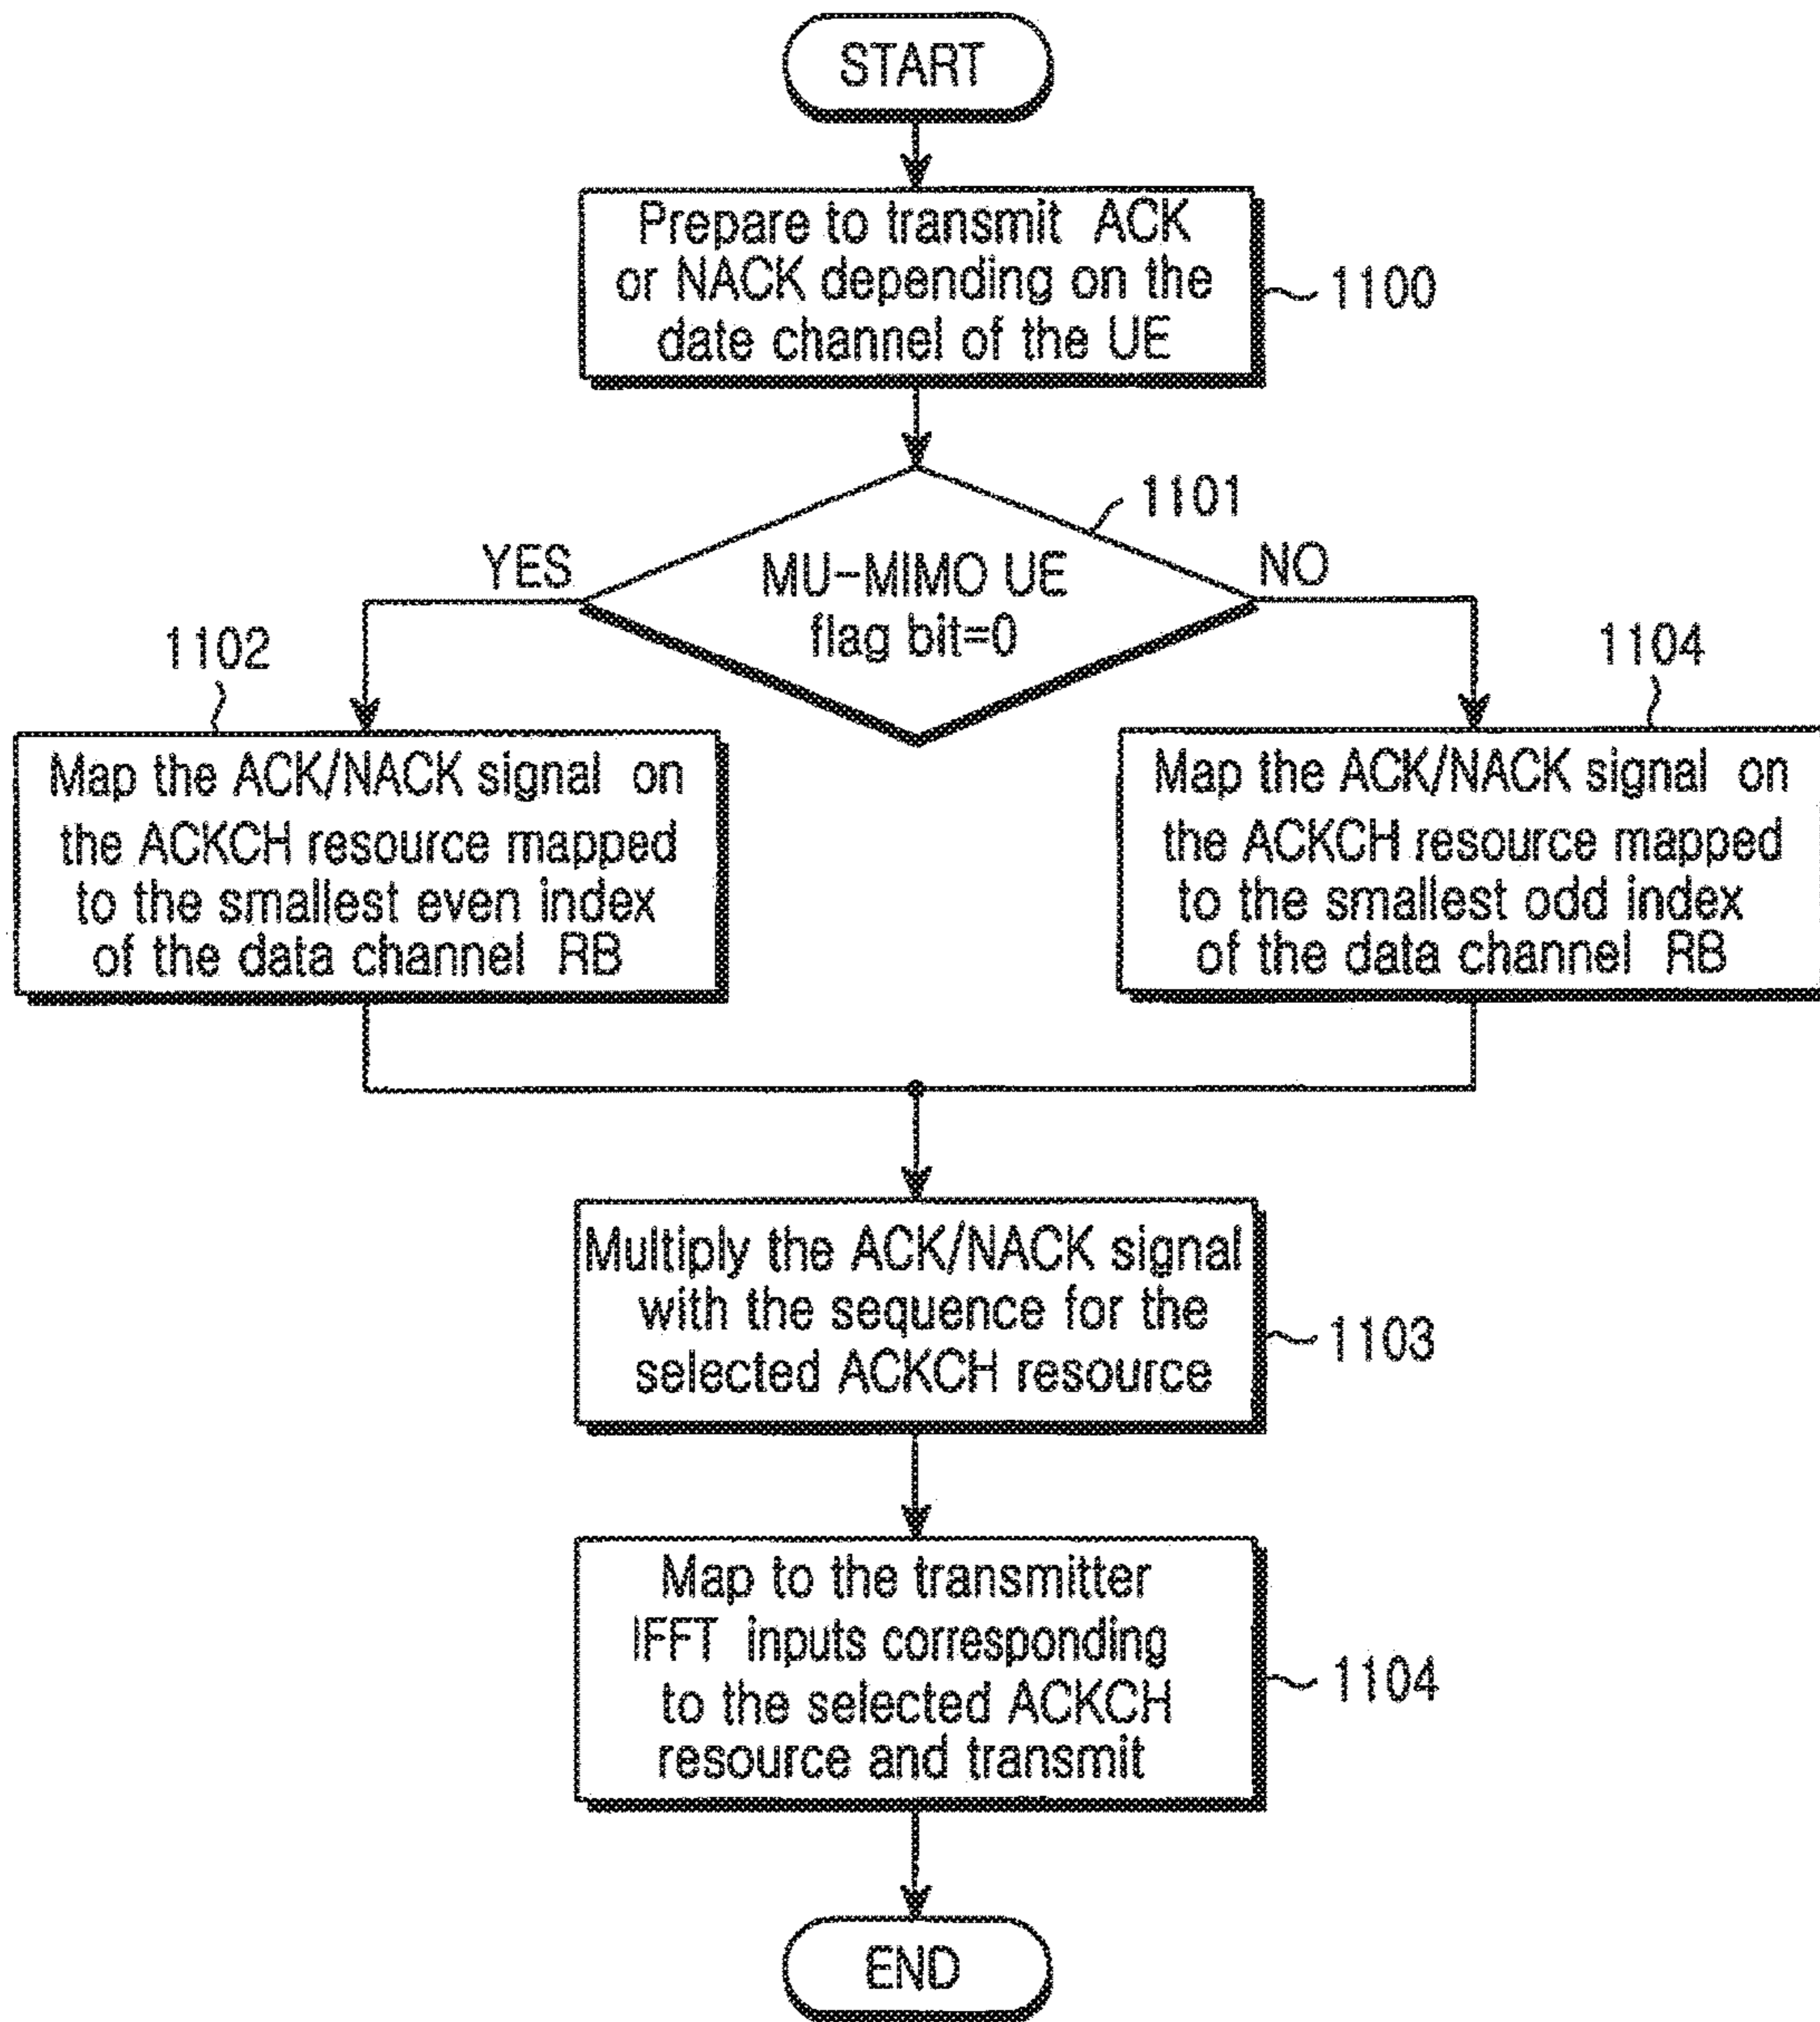 START
Prepare to transmit ACK
or NACK depending on the
date channel of the UE
1100
1101
YES
MU-MIMO UE
flag bit=0
NO
1102
1104
Map the ACK/NACK signal on
the ACKCH resource mapped
to the smallest even index
of the data channel RB
Map the ACK/NACK signal on
the ACKCH resource mapped
to the smallest odd index
of the data channel RB
Multiply the ACK/NACK signal
with the sequence for the
selected ACKCH resource
1103
Map to the transmitter
IFFT inputs corresponding
to the selected ACKCH
resource and transmit
1104
END